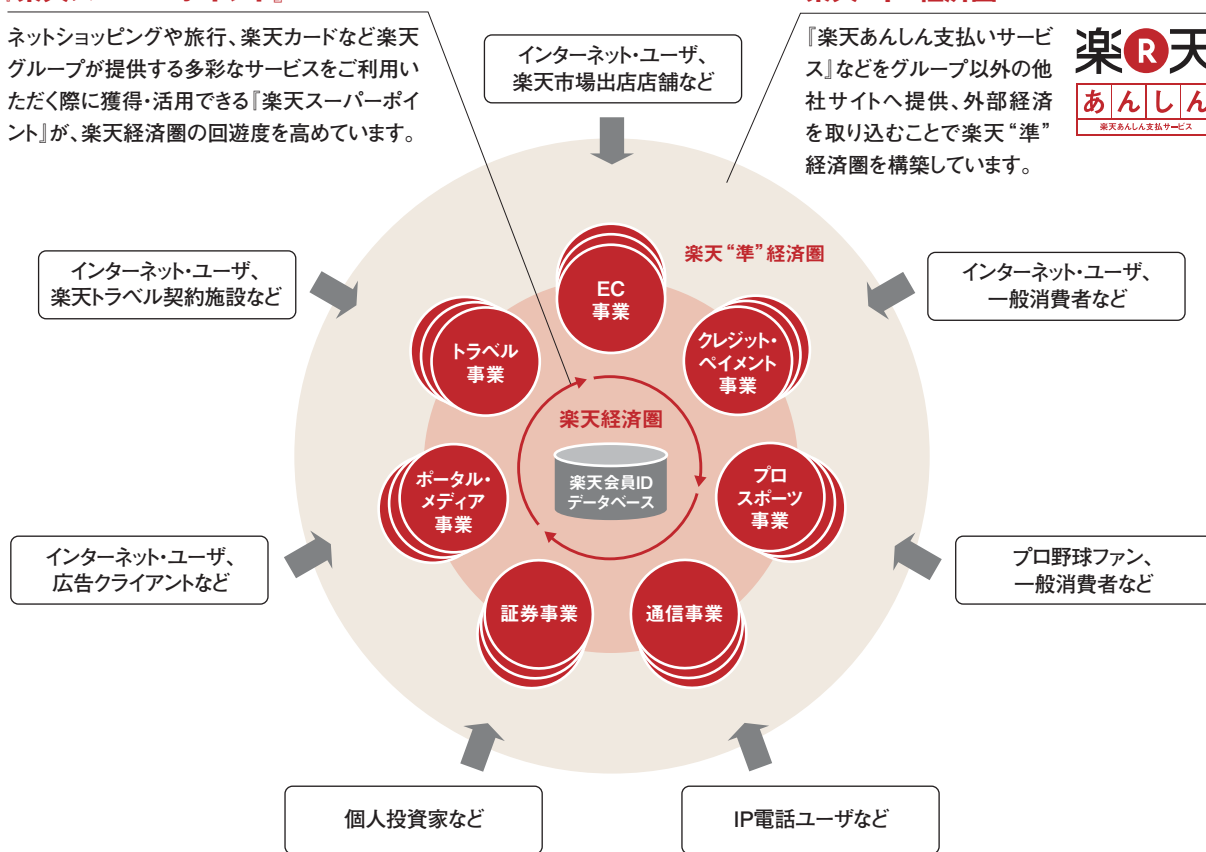 ネットショッピングや旅行、楽天カードなど楽天
グループが提供する多彩なサービスをご利用い
ただく際に獲得・活用できる『楽天スーパーポイ
ント』が、楽天経済圏の回遊度を高めています。
インターネット・ユーザ、
楽天市場出店店舗など
『楽天あんしん支払いサービ
ス』などをグループ以外の他
社サイトへ提供、外部経済
を取り込むことで楽天“準”
経済圏を構築しています。
楽R天
あんしん
楽天あんしん支払サービス
インターネット・ユーザ、
楽天トラベル契約施設など
楽天“準”経済圏
インターネット・ユーザ、
一般消費者など
EC
事業
トラベル
事業
クレジット・
ペイメント
事業
楽天経済圏
楽天会員ID
データベース
ポータル・
メディア
事業
プロ
スポーツ
事業
インターネット・ユーザ、
広告クライアントなど
プロ野球ファン、
一般消費者など
証券事業
通信事業
個人投資家など
IP電話ユーザなど